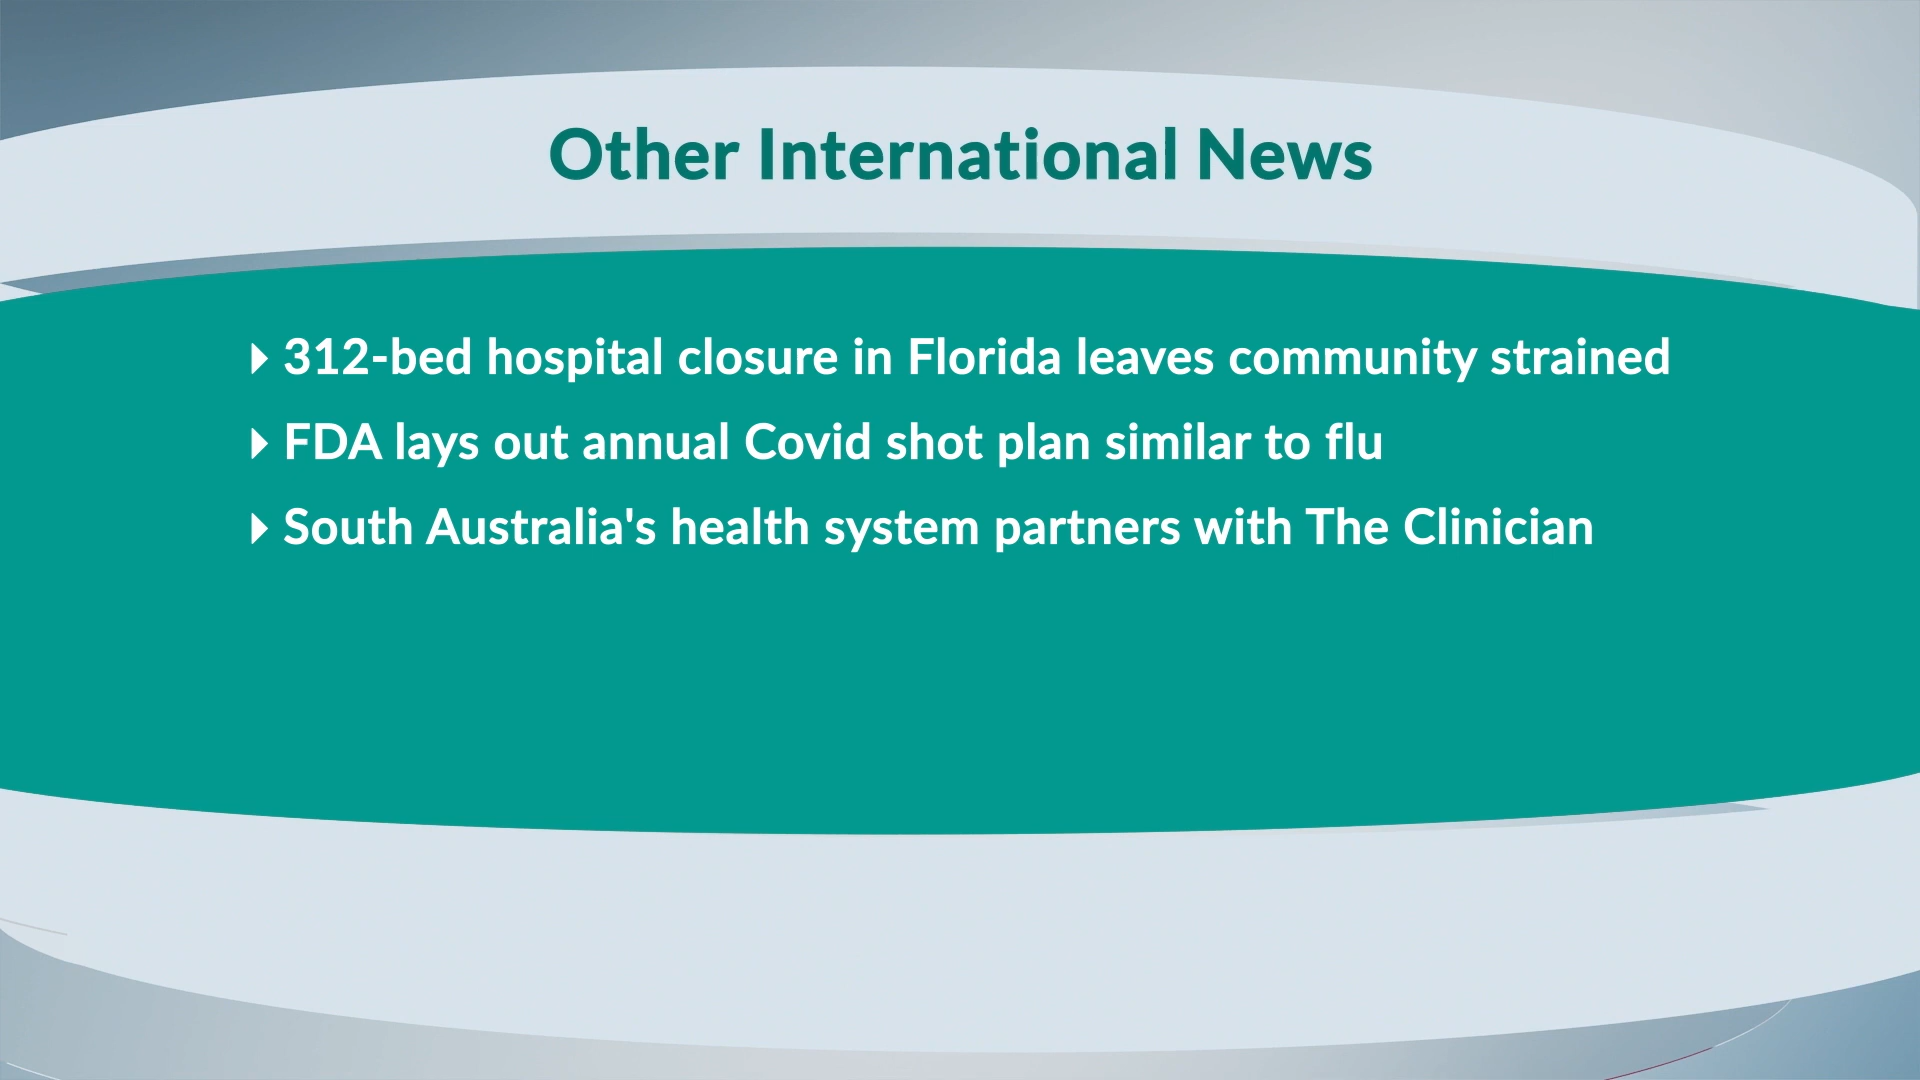 Other International News
312-bed hospital closure in Florida leaves community strained
FDA lays out annual Covid shot plan similar to flu
South Australia's health system partners with The Clinician